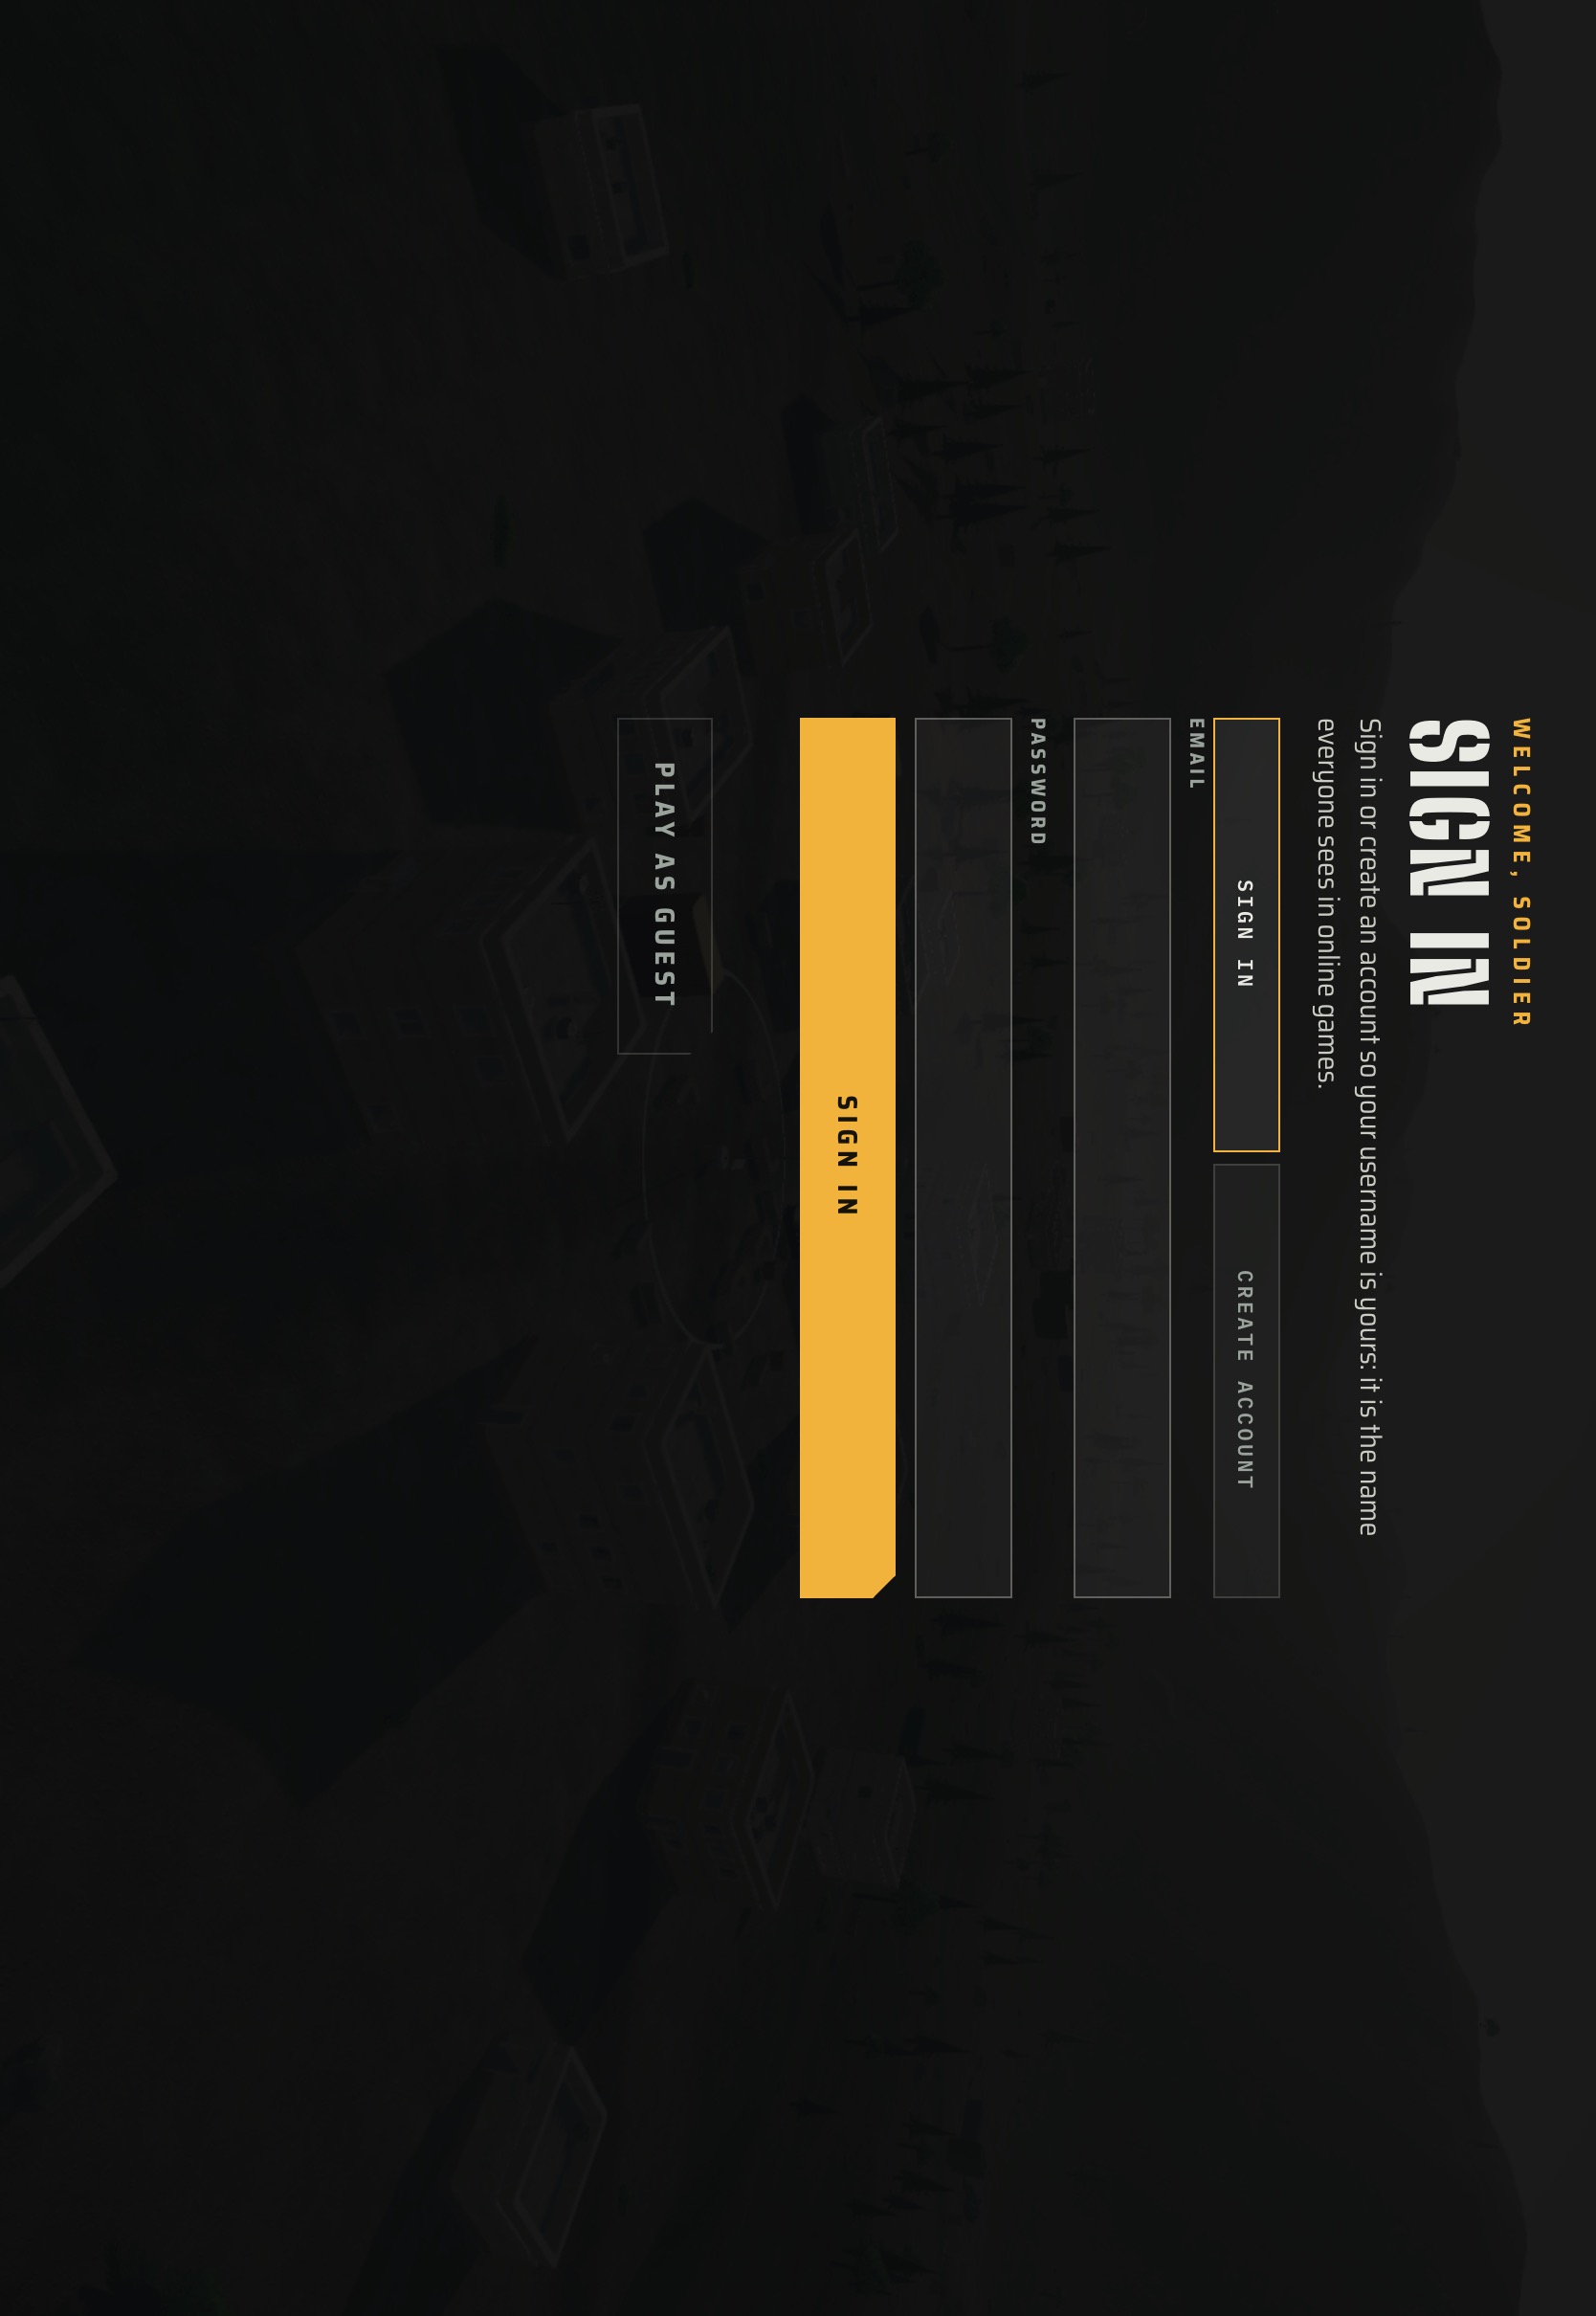 WELCOME, SOLDIER
SIGN IN
Sign in or create an account so your username is yours: it is the name
everyone sees in online games.
SIGN IN
CREATE ACCOUNT
EMAIL
PASSWORD
SIGN IN
PLAY AS GUEST